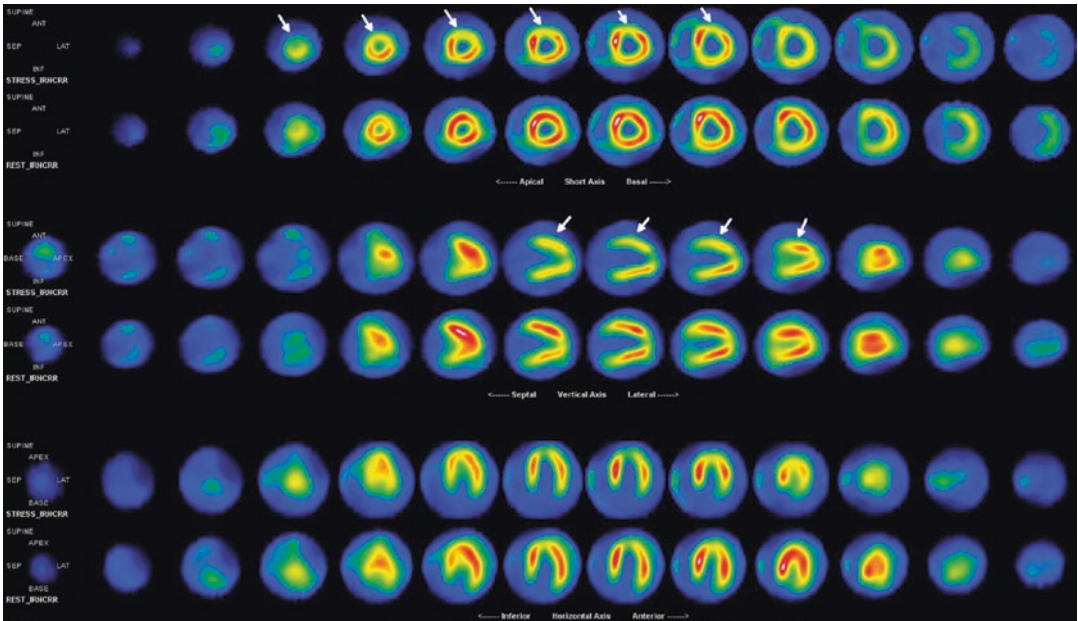 SUPINE
ANT
SEP LAT
INF
STRESS_IRNCRR
SUPINE
ANT
SEP LAT
INF
REST_IRNCRR
<------ Apical Short Axis Basal ------>
SUPINE
ANT
BASE APEX
INF
STRESS_IRNCRR
SUPINE
ANT
BASE APEX
INF
REST_IRNCRR
<------ Septal Vertical Axis Lateral ------>
SUPINE
APEX
SEP LAT
BASE
STRESS_IRNCRR
SUPINE
APEX
SEP LAT
BASE
REST_IRNCRR
<------ Inferior Horizontal Axis Anterior ------>